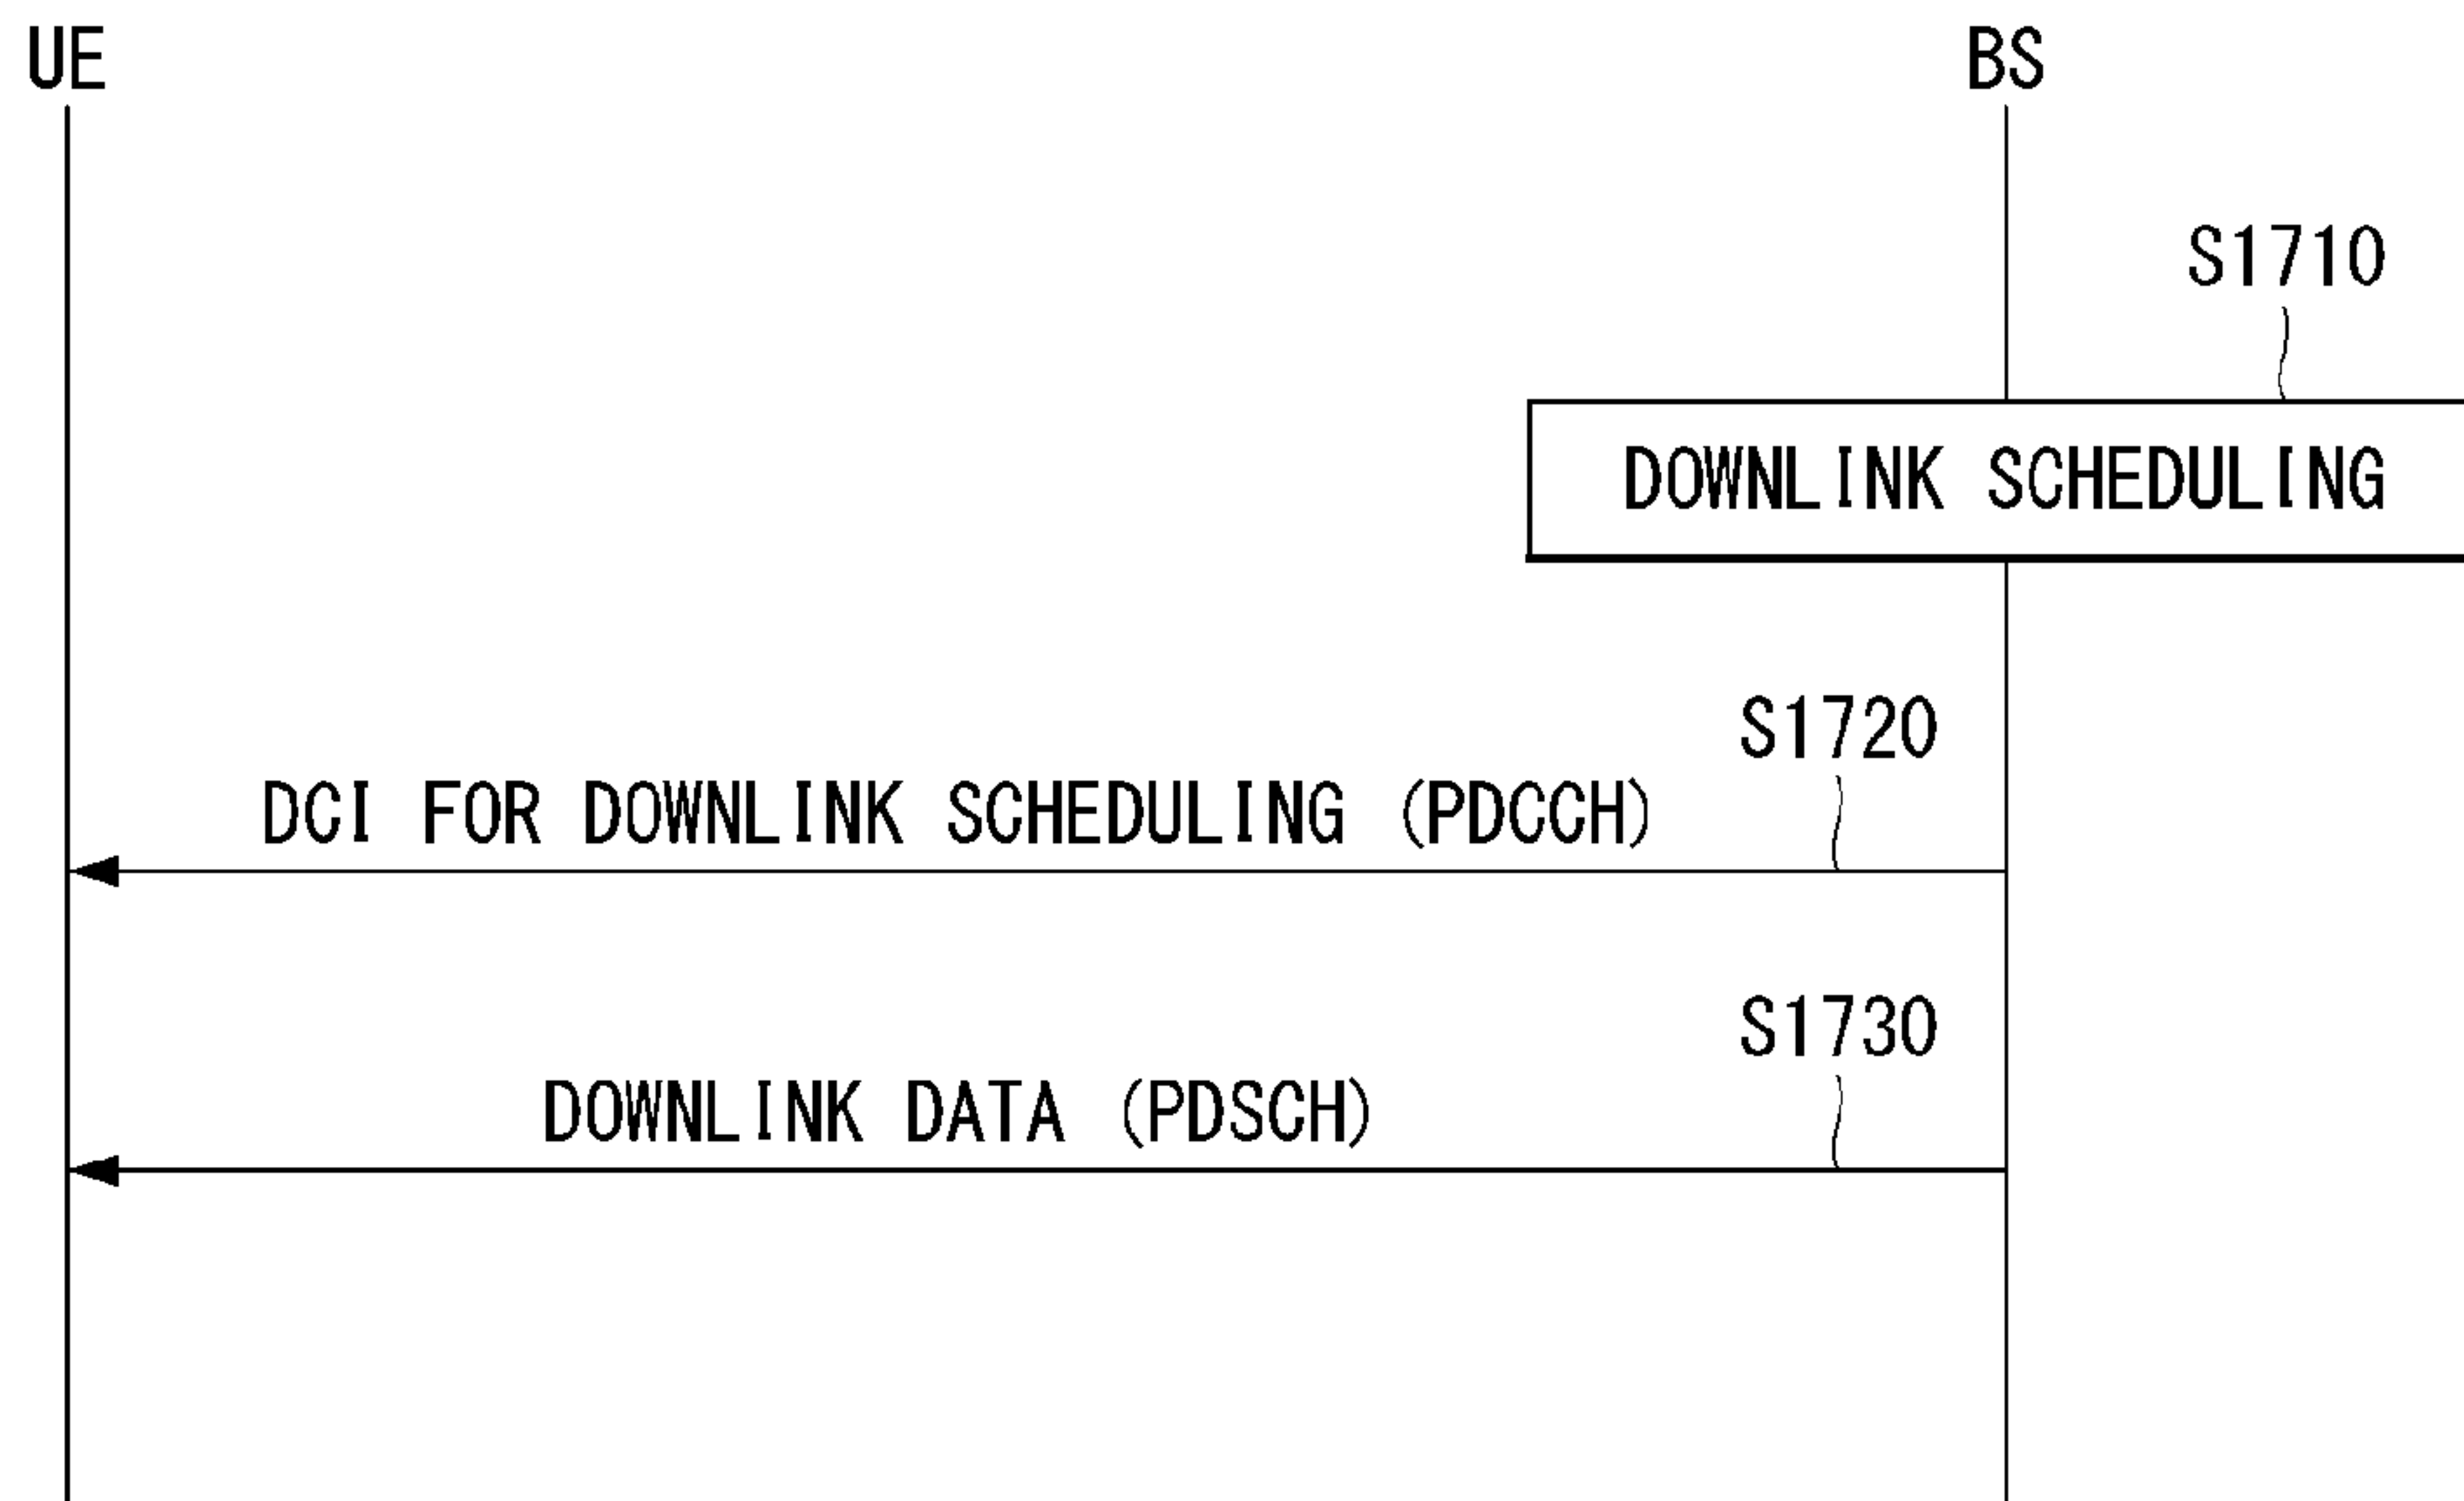 UE
BS
S1710
DOWNLINK SCHEDULING
S1720
DCI FOR DOWNLINK SCHEDULING (PDCCH)
S1730
DOWNLINK DATA (PDSCH)